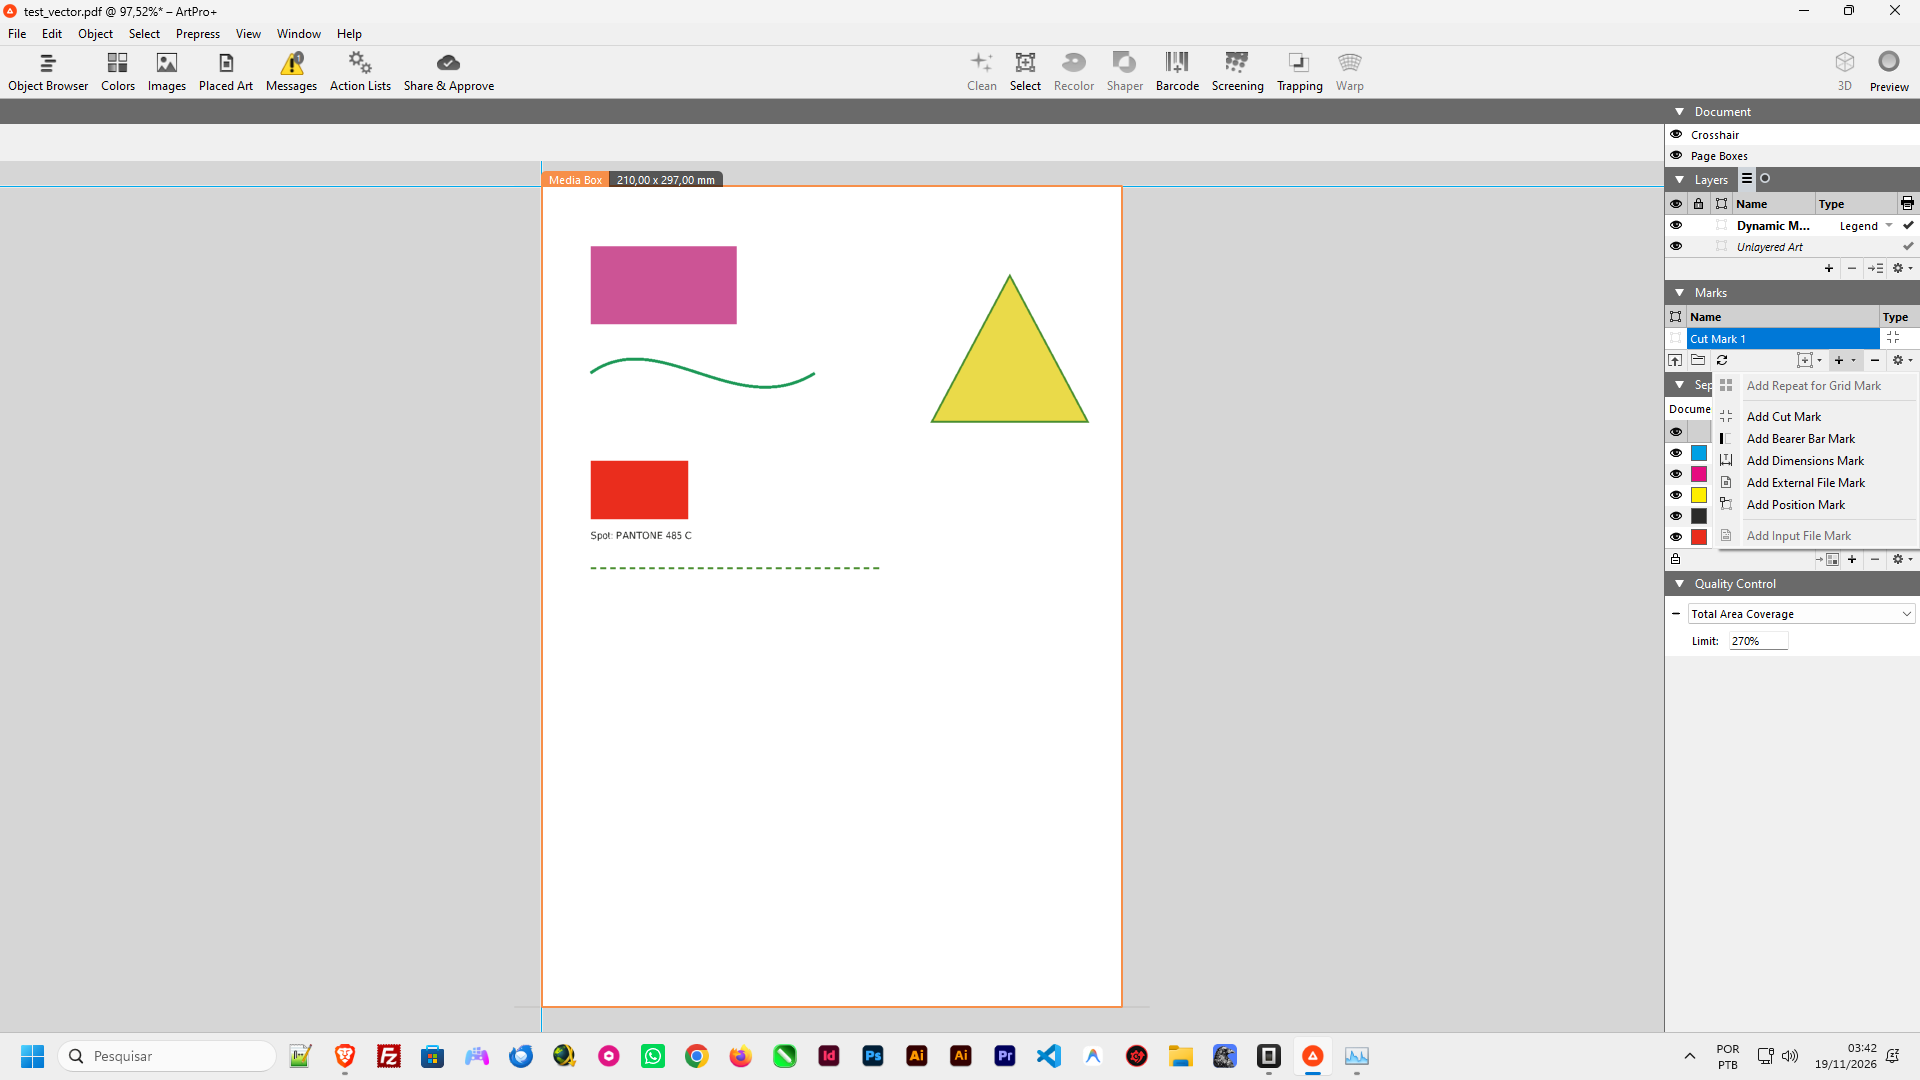 test_vector.pdf @ 97,52%* – ArtPro+
File Edit Object Select Prepress View Window Help
Object Browser Colors Images Placed Art Messages Action Lists Share & Approve Clean Select Recolor Shaper Barcode Screening Trapping Warp 3D Preview
Document
Crosshair
Page Boxes
Media Box 210,00 x 297,00 mm
Layers
Name Type
Dynamic M... Legend
Unlayered Art
Marks
Name Type
Cut Mark 1
Sep
Docume
Add Repeat for Grid Mark
Add Cut Mark
Add Bearer Bar Mark
Add Dimensions Mark
Add External File Mark
Add Position Mark
Add Input File Mark
Spot: PANTONE 485 C
Quality Control
Total Area Coverage
Limit: 270%
Pesquisar
POR
PTB
03:42
19/11/2026